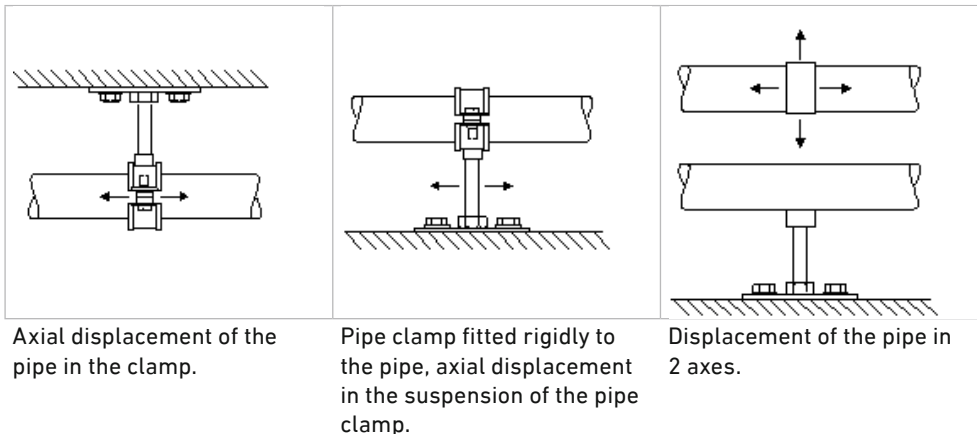 Axial displacement of the
pipe in the clamp.
Pipe clamp fitted rigidly to
the pipe, axial displacement
in the suspension of the pipe
clamp.
Displacement of the pipe in
2 axes.